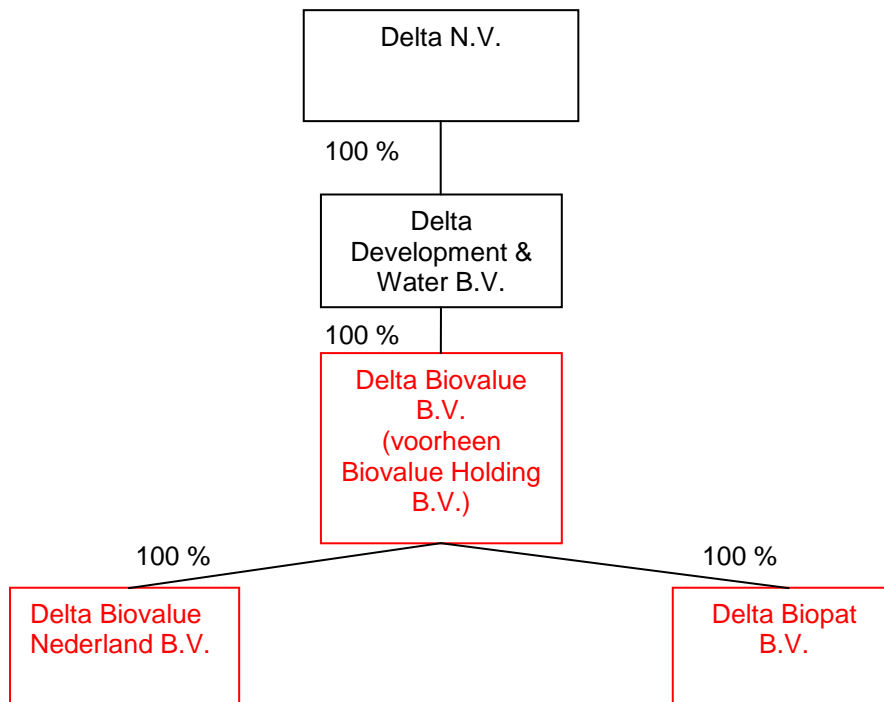 Delta N.V.
100 %
Delta
Development &
Water B.V.
100 %
Delta Biovalue
B.V.
(voorheen
Biovalue Holding
B.V.)
100 %
100 %
Delta Biovalue
Nederland B.V.
Delta Biopat
B.V.